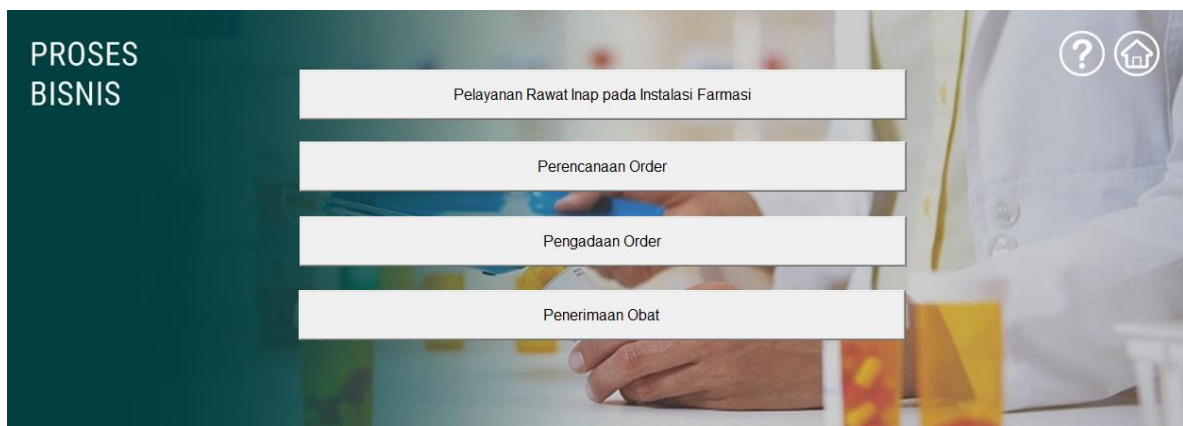 PROSES
BISNIS
?
Pelayanan Rawat Inap pada Instalasi Farmasi
Perencanaan Order
Pengadaan Order
Penerimaan Obat